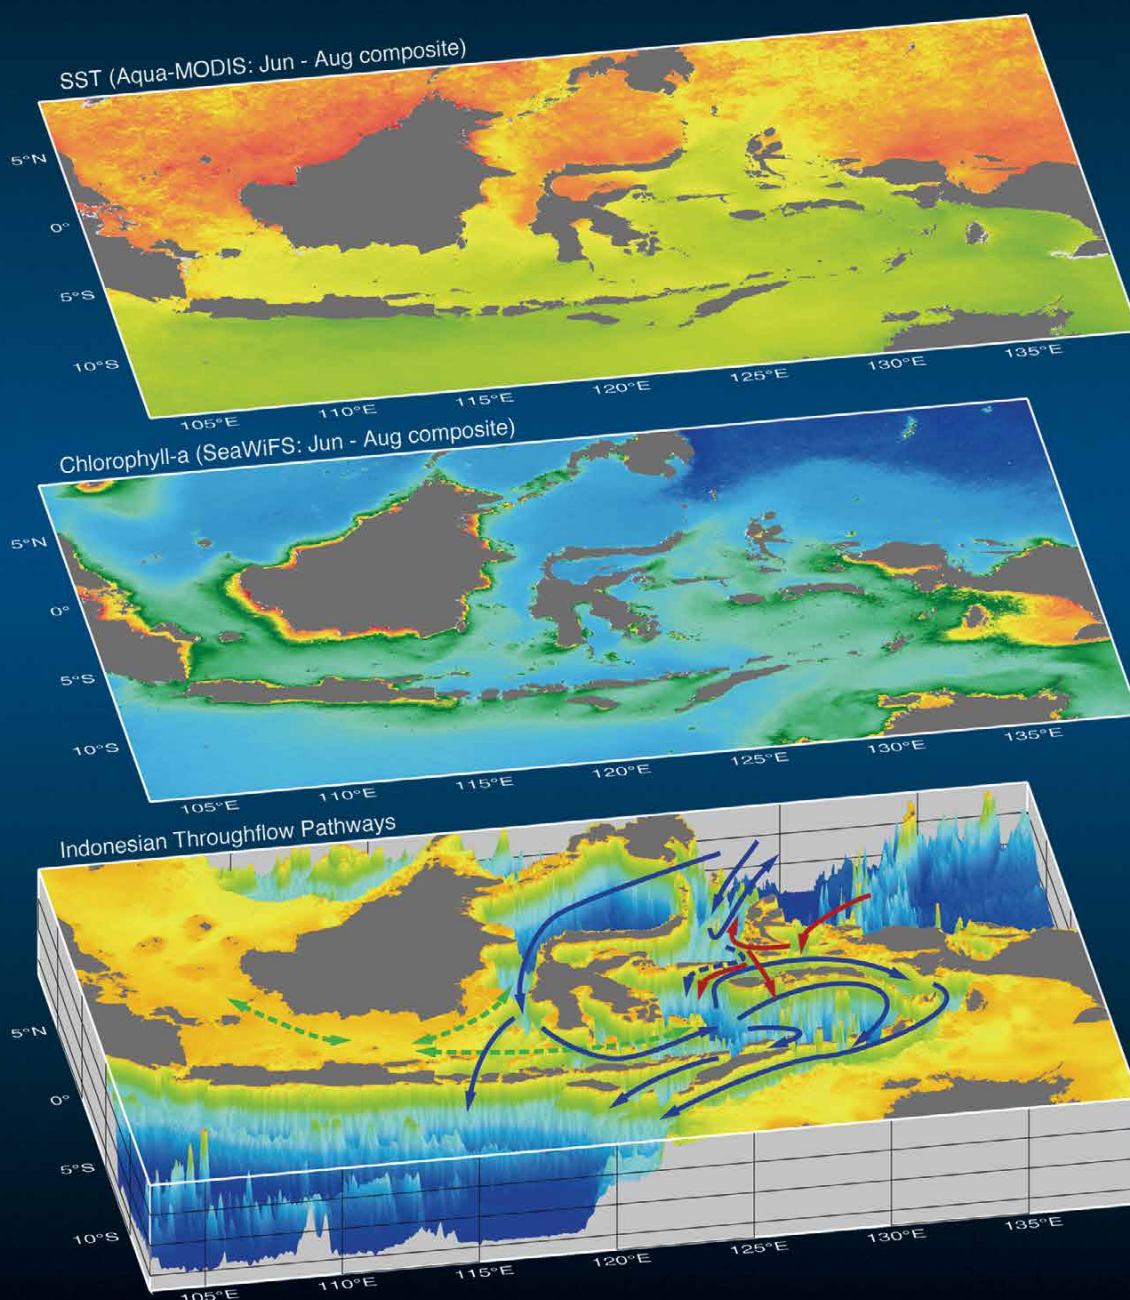 SST (Aqua-MODIS: Jun - Aug composite)
5°N
0°
5°S
10°S
105°E
110°E
115°E
120°E
125°E
130°E
135°E
Chlorophyll-a (SeaWiFS: Jun - Aug composite)
5°N
0°
5°S
10°S
105°E
110°E
115°E
120°E
125°E
130°E
135°E
Indonesian Throughflow Pathways
5°N
0°
5°S
10°S
105°E
110°E
115°E
120°E
125°E
130°E
135°E